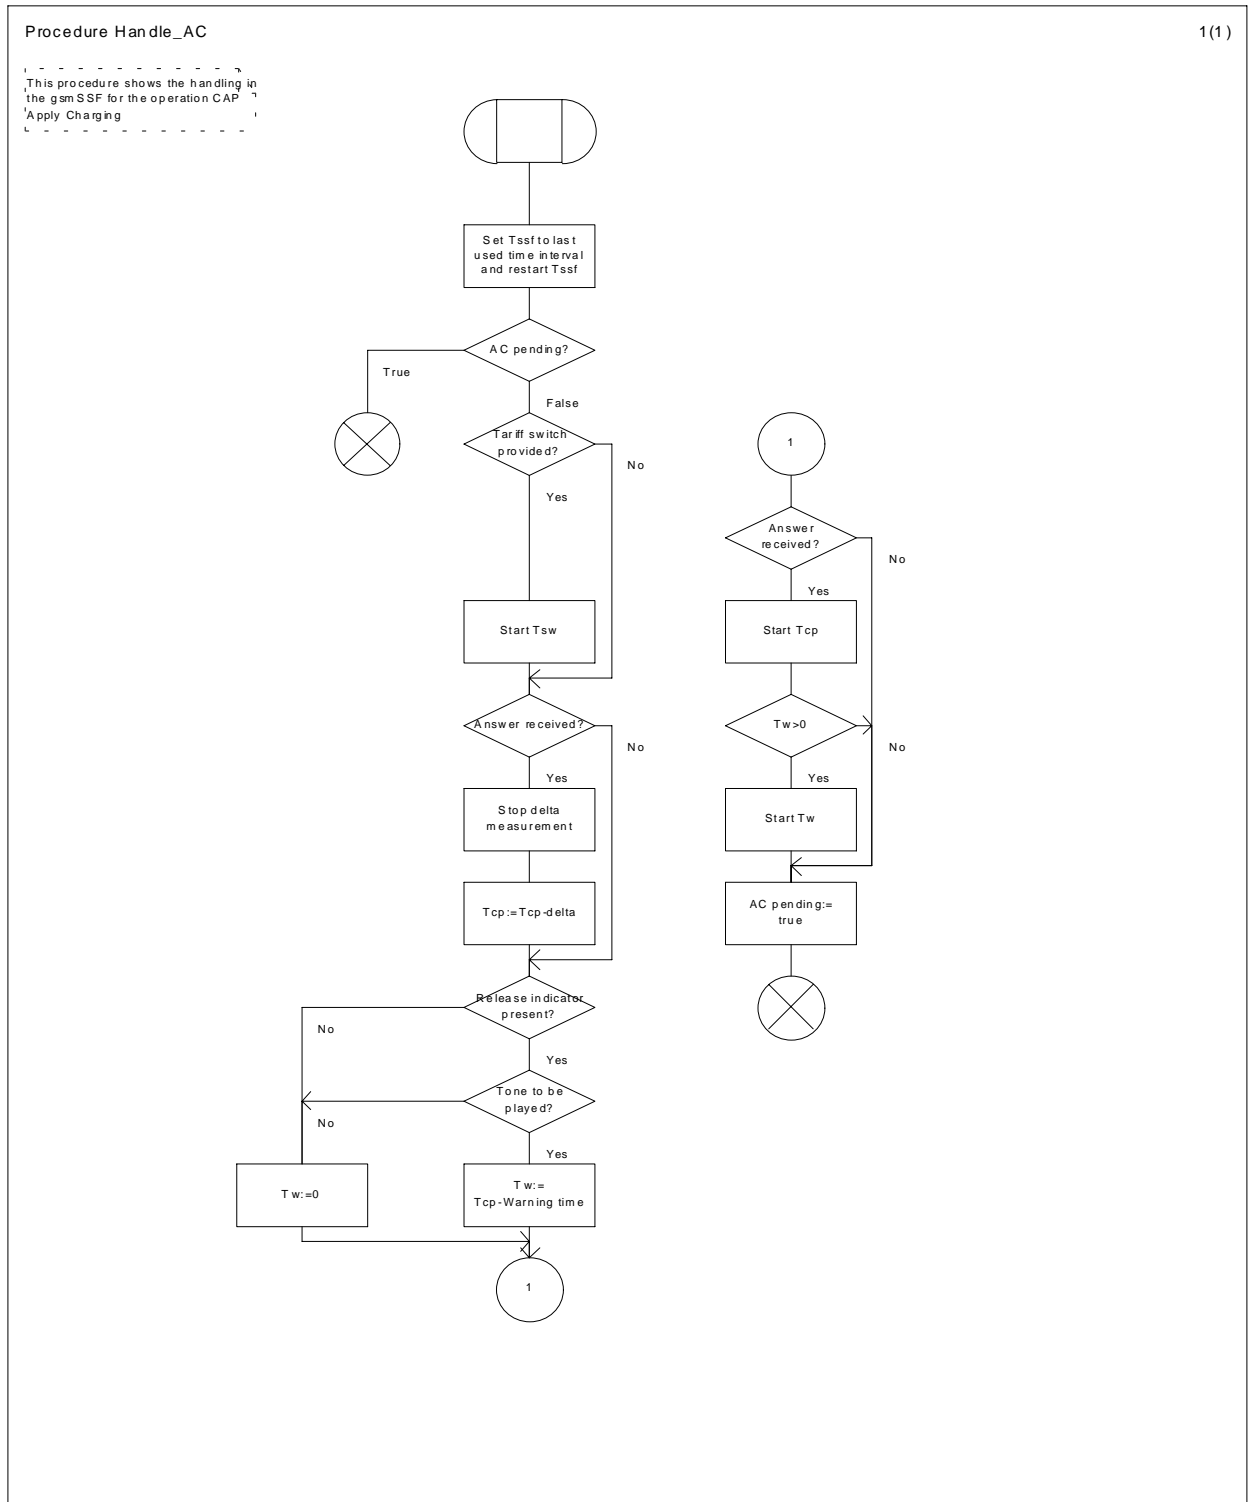 Procedure Handle_AC
1(1)
This procedure shows the handling in
the gsmSSF for the operation CAP
Apply Charging
Set Tssf to last
used time interval
and restart Tssf
AC pending?
True
False
Tariff switch
provided?
No
Yes
Start Tsw
Answer received?
No
Yes
Stop delta
measurement
Tcp:=Tcp-delta
Release indicator
present?
No
Yes
Tone to be
played?
No
Yes
Tw:=0
Tw:=
Tcp-Warning time
1
1
Answer
received?
No
Yes
Start Tcp
Tw>0
No
Yes
Start Tw
AC pending:=
true